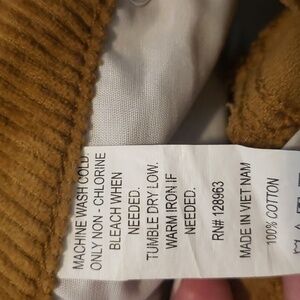 MACHINE WASH COLD
ONLY NON - CHLORINE
BLEACH WHEN
NEEDED.
TUMBLE DRY LOW.
WARM IRON IF
NEEDED.
RN# 128963
MADE IN VIET NAM
100% COTTON